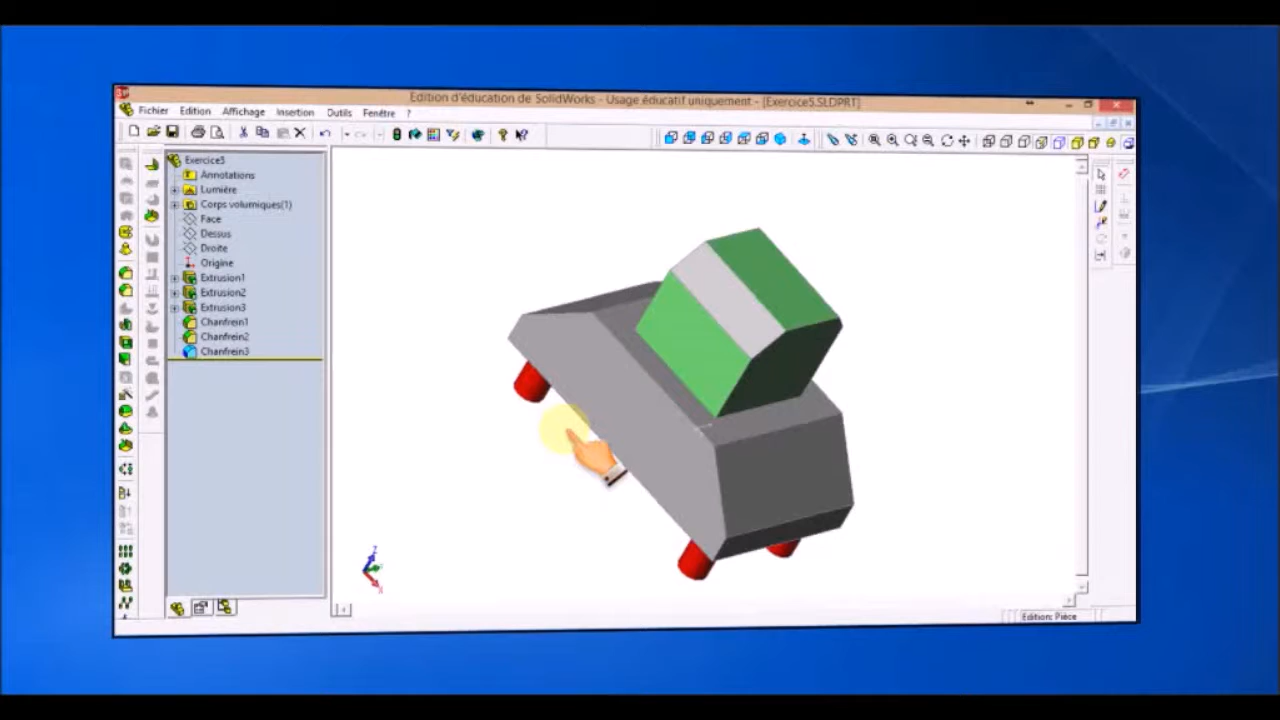 Edition d'éducation de SolidWorks - Usage éducatif uniquement - [Exercice5.SLDPRT]
Fichier Edition Affichage Insertion Outils Fenêtre ?
Exercice5
Annotations
Lumière
Corps volumiques(1)
Face
Dessus
Droite
Origine
Extrusion1
Extrusion2
Extrusion3
Chanfrein1
Chanfrein2
Chanfrein3
Z
X
Edition: Pièce